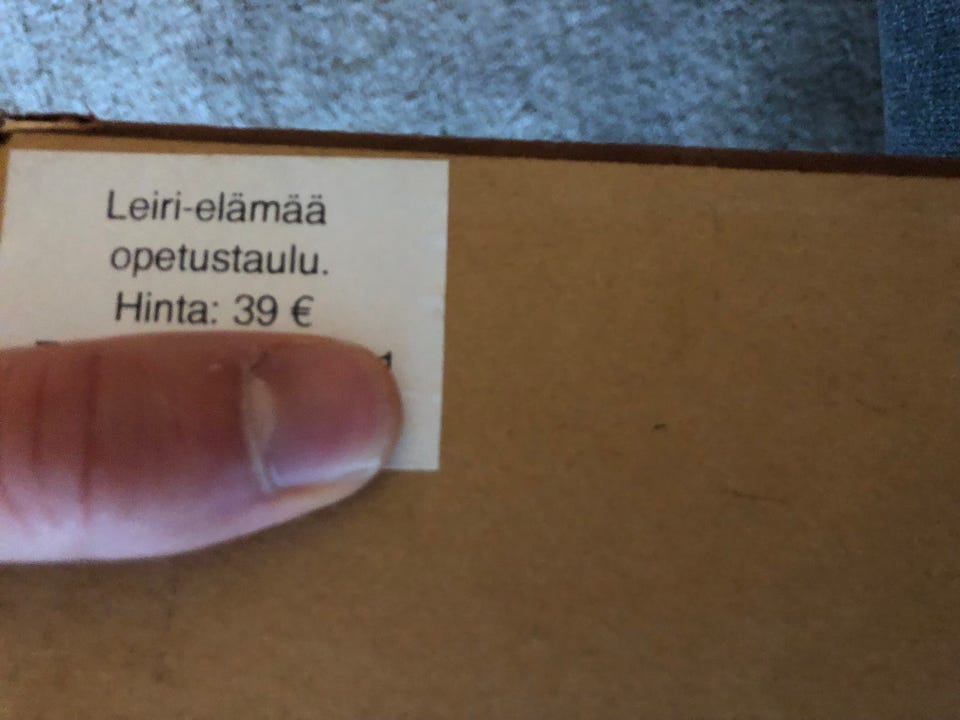 Leiri-elämää
opetustaulu.
Hinta: 39 €